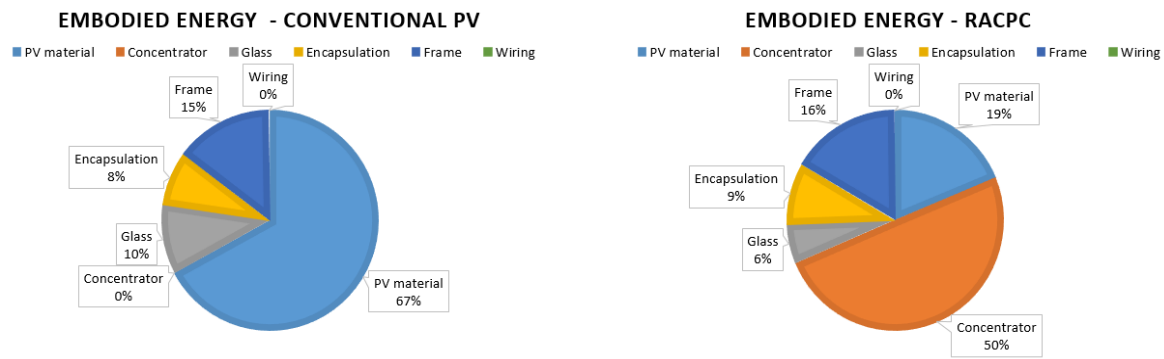 EMBODIED ENERGY - CONVENTIONAL PV
PV material Concentrator Glass Encapsulation Frame Wiring
Wiring
0%
Frame
15%
Encapsulation
8%
Glass
10%
Concentrator
0%
PV material
67%
EMBODIED ENERGY - RACPC
PV material Concentrator Glass Encapsulation Frame Wiring
Wiring
0%
Frame
16%
PV material
19%
Encapsulation
9%
Glass
6%
Concentrator
50%